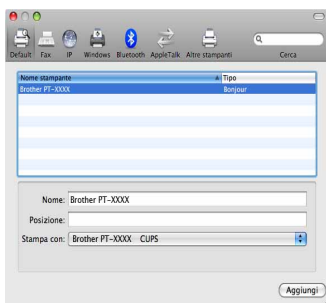 Default Fax IP Windows Bluetooth AppleTalk Altre stampanti Cerca
Nome stampante Tipo
Brother PT-XXXX Bonjour
Nome: Brother PT-XXXX
Posizione:
Stampa con: Brother PT-XXXX CUPS
Aggiungi